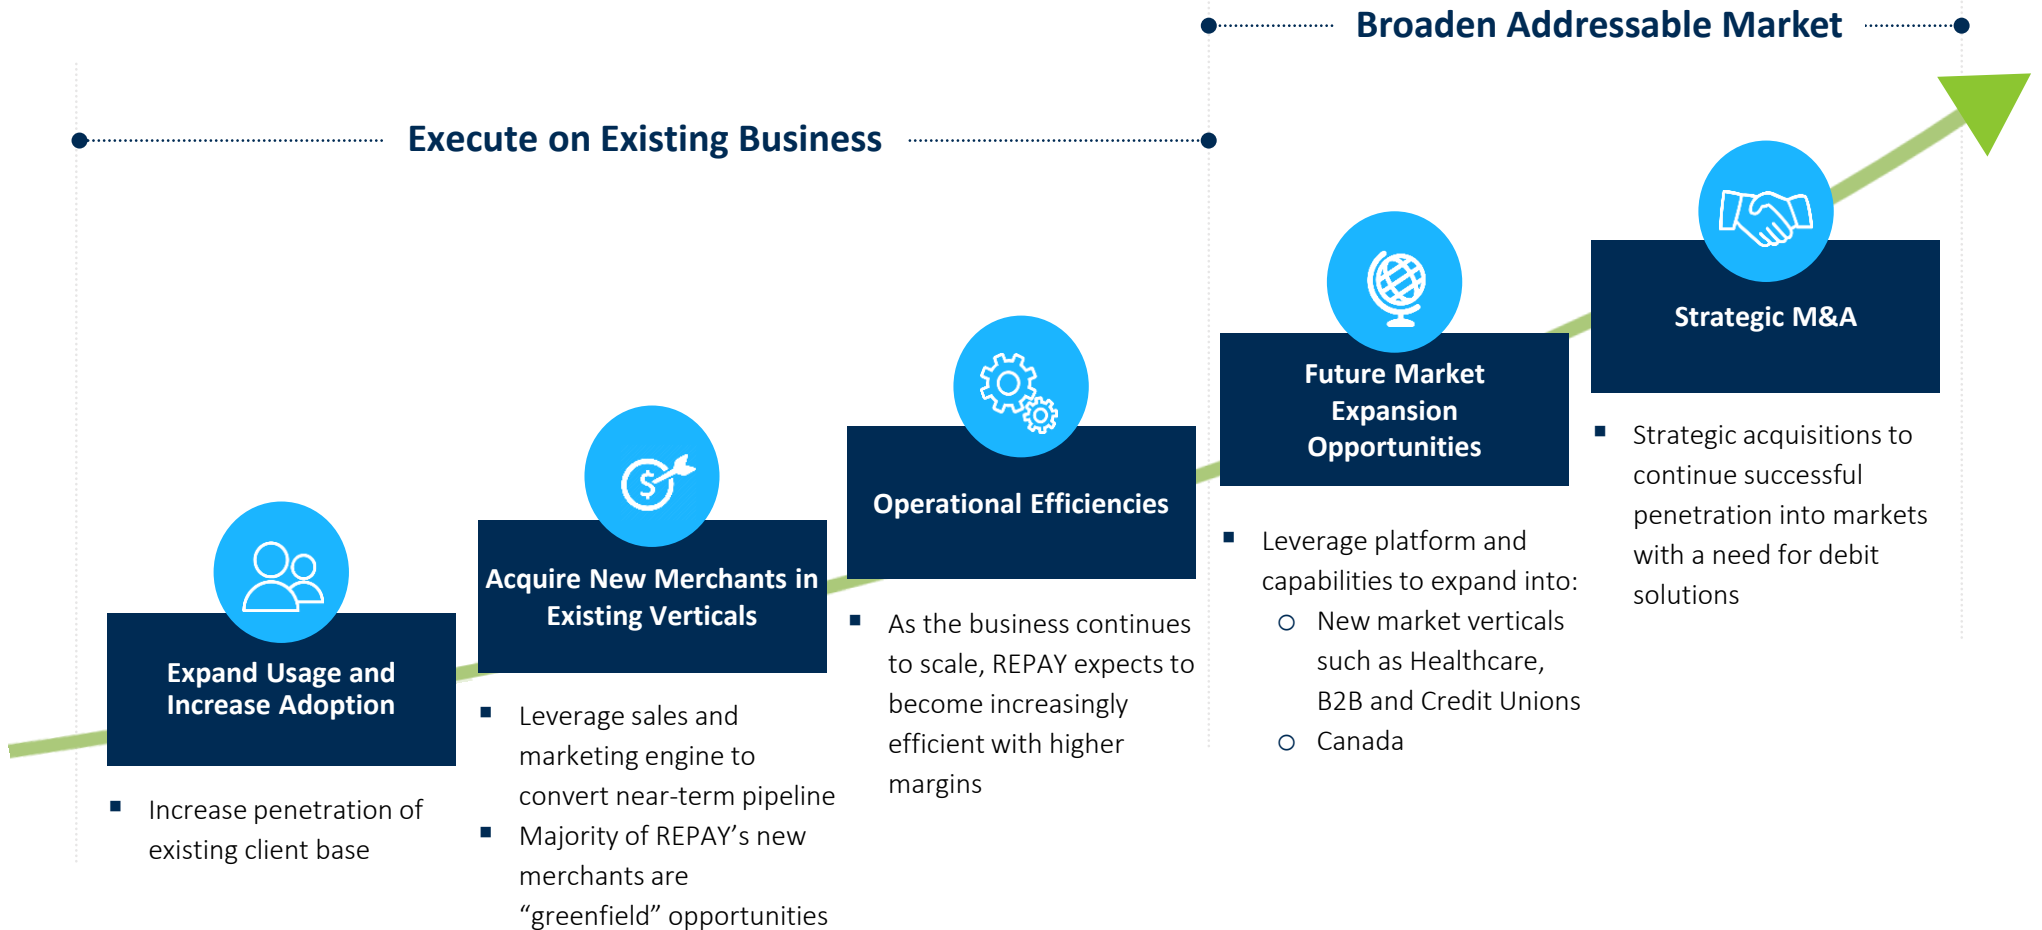 Broaden Addressable Market
Execute on Existing Business
Expand Usage and
Increase Adoption
▪ Increase penetration of
existing client base
$
Acquire New Merchants in
Existing Verticals
▪ Leverage sales and
marketing engine to
convert near-term pipeline
▪ Majority of REPAY’s new
merchants are
“greenfield” opportunities
Operational Efficiencies
▪ As the business continues
to scale, REPAY expects to
become increasingly
efficient with higher
margins
Future Market
Expansion
Opportunities
▪ Leverage platform and
capabilities to expand into:
o New market verticals
such as Healthcare,
B2B and Credit Unions
o Canada
Strategic M&A
▪ Strategic acquisitions to
continue successful
penetration into markets
with a need for debit
solutions